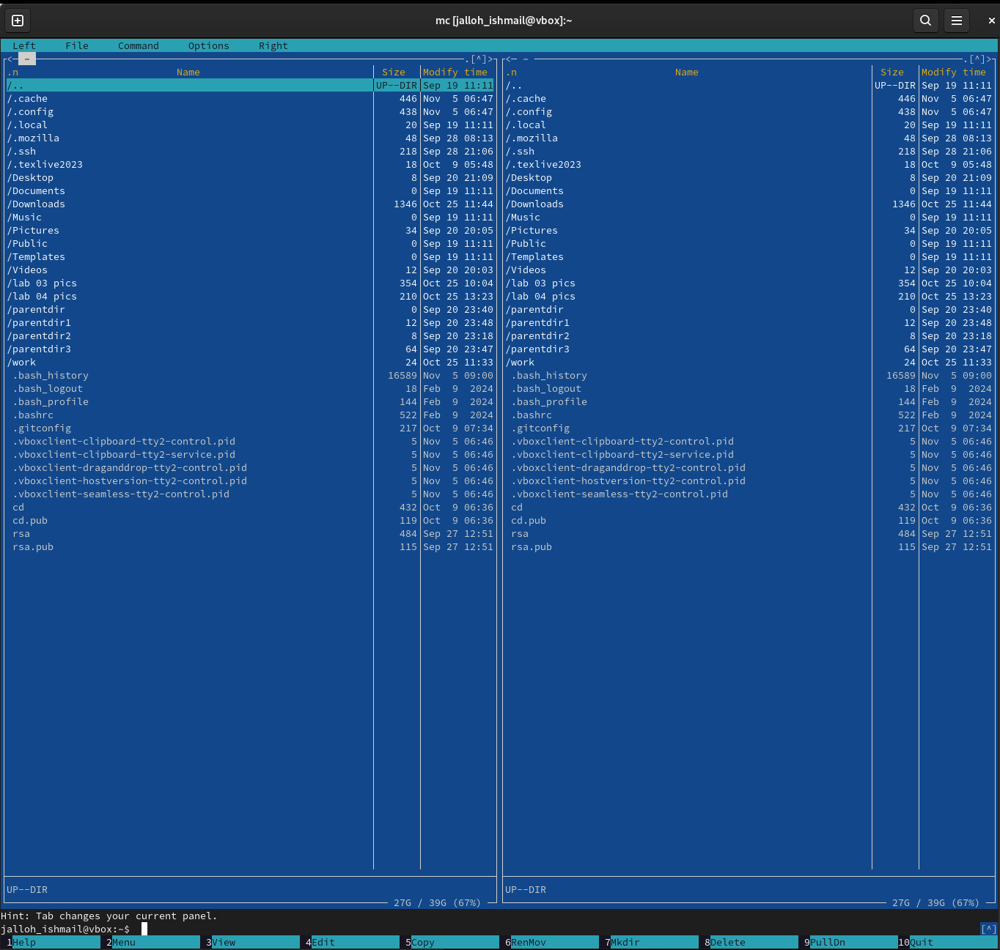 mc [jalloh_ishmail@vbox]:~
Left File Command Options Right
<- ~ .[^]> <- ~ .[^]>
.n Name Size Modify time .n Name Size Modify time
/.. UP--DIR Sep 19 11:11 /.. UP--DIR Sep 19 11:11
/.cache 446 Nov 5 06:47 /.cache 446 Nov 5 06:47
/.config 438 Nov 5 06:47 /.config 438 Nov 5 06:47
/.local 20 Sep 19 11:11 /.local 20 Sep 19 11:11
/.mozilla 48 Sep 28 08:13 /.mozilla 48 Sep 28 08:13
/.ssh 218 Sep 28 21:06 /.ssh 218 Sep 28 21:06
/.texlive2023 18 Oct 9 05:48 /.texlive2023 18 Oct 9 05:48
/Desktop 8 Sep 20 21:09 /Desktop 8 Sep 20 21:09
/Documents 0 Sep 19 11:11 /Documents 0 Sep 19 11:11
/Downloads 1346 Oct 25 11:44 /Downloads 1346 Oct 25 11:44
/Music 0 Sep 19 11:11 /Music 0 Sep 19 11:11
/Pictures 34 Sep 20 20:05 /Pictures 34 Sep 20 20:05
/Public 0 Sep 19 11:11 /Public 0 Sep 19 11:11
/Templates 0 Sep 19 11:11 /Templates 0 Sep 19 11:11
/Videos 12 Sep 20 20:03 /Videos 12 Sep 20 20:03
/lab 03 pics 354 Oct 25 10:04 /lab 03 pics 354 Oct 25 10:04
/lab 04 pics 210 Oct 25 13:23 /lab 04 pics 210 Oct 25 13:23
/parentdir 0 Sep 20 23:40 /parentdir 0 Sep 20 23:40
/parentdir1 12 Sep 20 23:48 /parentdir1 12 Sep 20 23:48
/parentdir2 8 Sep 20 23:18 /parentdir2 8 Sep 20 23:18
/parentdir3 64 Sep 20 23:47 /parentdir3 64 Sep 20 23:47
/work 24 Oct 25 11:33 /work 24 Oct 25 11:33
.bash_history 16589 Nov 5 09:00 .bash_history 16589 Nov 5 09:00
.bash_logout 18 Feb 9 2024 .bash_logout 18 Feb 9 2024
.bash_profile 144 Feb 9 2024 .bash_profile 144 Feb 9 2024
.bashrc 522 Feb 9 2024 .bashrc 522 Feb 9 2024
.gitconfig 217 Oct 9 07:34 .gitconfig 217 Oct 9 07:34
.vboxclient-clipboard-tty2-control.pid 5 Nov 5 06:46 .vboxclient-clipboard-tty2-control.pid 5 Nov 5 06:46
.vboxclient-clipboard-tty2-service.pid 5 Nov 5 06:46 .vboxclient-clipboard-tty2-service.pid 5 Nov 5 06:46
.vboxclient-draganddrop-tty2-control.pid 5 Nov 5 06:46 .vboxclient-draganddrop-tty2-control.pid 5 Nov 5 06:46
.vboxclient-hostversion-tty2-control.pid 5 Nov 5 06:46 .vboxclient-hostversion-tty2-control.pid 5 Nov 5 06:46
.vboxclient-seamless-tty2-control.pid 5 Nov 5 06:46 .vboxclient-seamless-tty2-control.pid 5 Nov 5 06:46
cd 432 Oct 9 06:36 cd 432 Oct 9 06:36
cd.pub 119 Oct 9 06:36 cd.pub 119 Oct 9 06:36
rsa 484 Sep 27 12:51 rsa 484 Sep 27 12:51
rsa.pub 115 Sep 27 12:51 rsa.pub 115 Sep 27 12:51
UP--DIR UP--DIR
27G / 39G (67%) 27G / 39G (67%)
Hint: Tab changes your current panel.
jalloh_ishmail@vbox:~$ [^]
1Help 2Menu 3View 4Edit 5Copy 6RenMov 7Mkdir 8Delete 9PullDn 10Quit